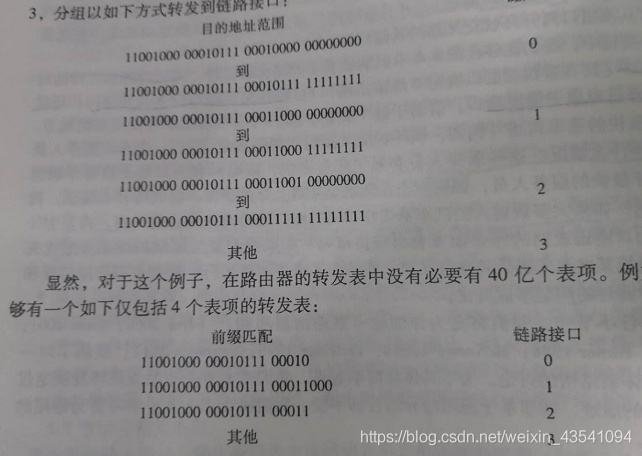 3，分组以如下方式转发到链路接口：
目的地址范围
11001000 00010111 00010000 00000000 0
到
11001000 00010111 00010111 11111111
11001000 00010111 00011000 00000000 1
到
11001000 00010111 00011000 11111111
11001000 00010111 00011001 00000000 2
到
11001000 00010111 00011111 11111111
其他 3
显然，对于这个例子，在路由器的转发表中没有必要有 40 亿个表项。例
够有一个如下仅包括 4 个表项的转发表：
前缀匹配 链路接口
11001000 00010111 00010 0
11001000 00010111 00011000 1
11001000 00010111 00011 2
其他 3
https://blog.csdn.net/weixin_43541094